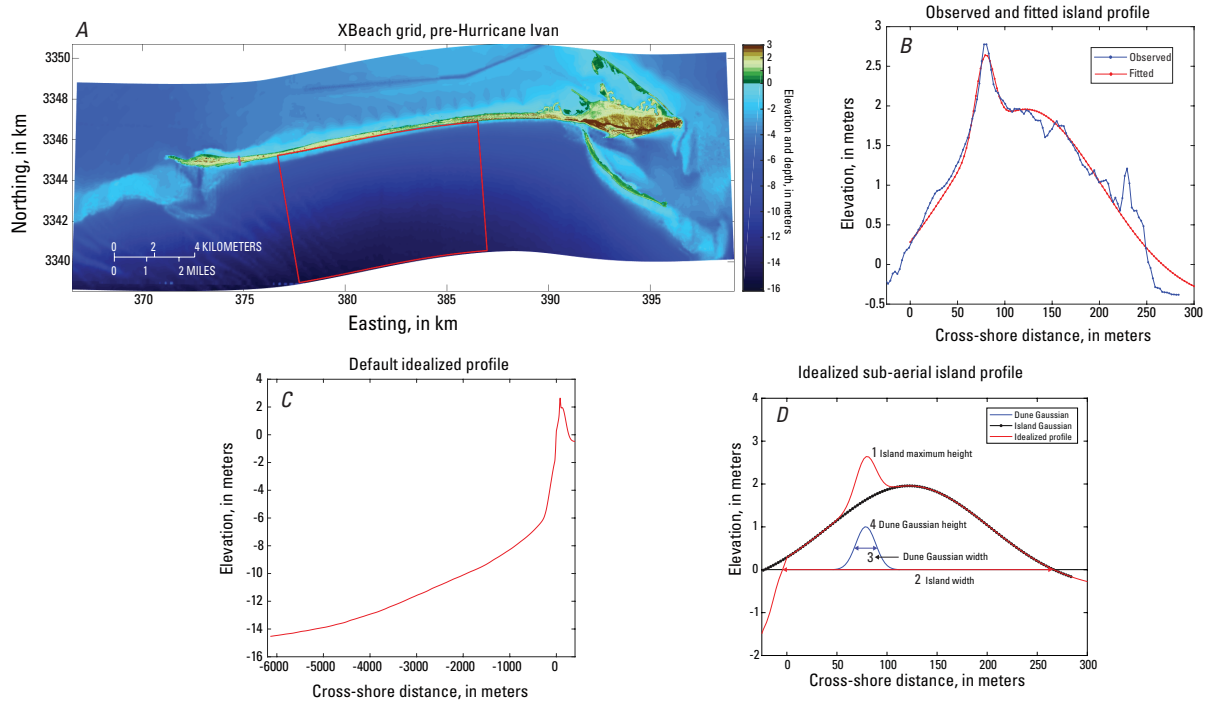 A
XBeach grid, pre-Hurricane Ivan
3350
3348
3346
3344
3342
3340
Northing, in km
0 2 4 KILOMETERS
0 1 2 MILES
370 375 380 385 390 395
Easting, in km
3
2
1
0
-2
-4
-6
-8
-10
-12
-14
-16
Elevation and depth, in meters
Observed and fitted island profile
B
Observed
Fitted
3
2.5
2
1.5
1
0.5
0
-0.5
Elevation, in meters
0 50 100 150 200 250 300
Cross-shore distance, in meters
Default idealized profile
C
4
2
0
-2
-4
-6
-8
-10
-12
-14
-16
Elevation, in meters
-6000 -5000 -4000 -3000 -2000 -1000 0
Cross-shore distance, in meters
Idealized sub-aerial island profile
D
Dune Gaussian
Island Gaussian
Idealized profile
1 Island maximum height
4 Dune Gaussian height
3 Dune Gaussian width
2 Island width
4
3
2
1
0
-1
-2
Elevation, in meters
0 50 100 150 200 250 300
Cross-shore distance, in meters